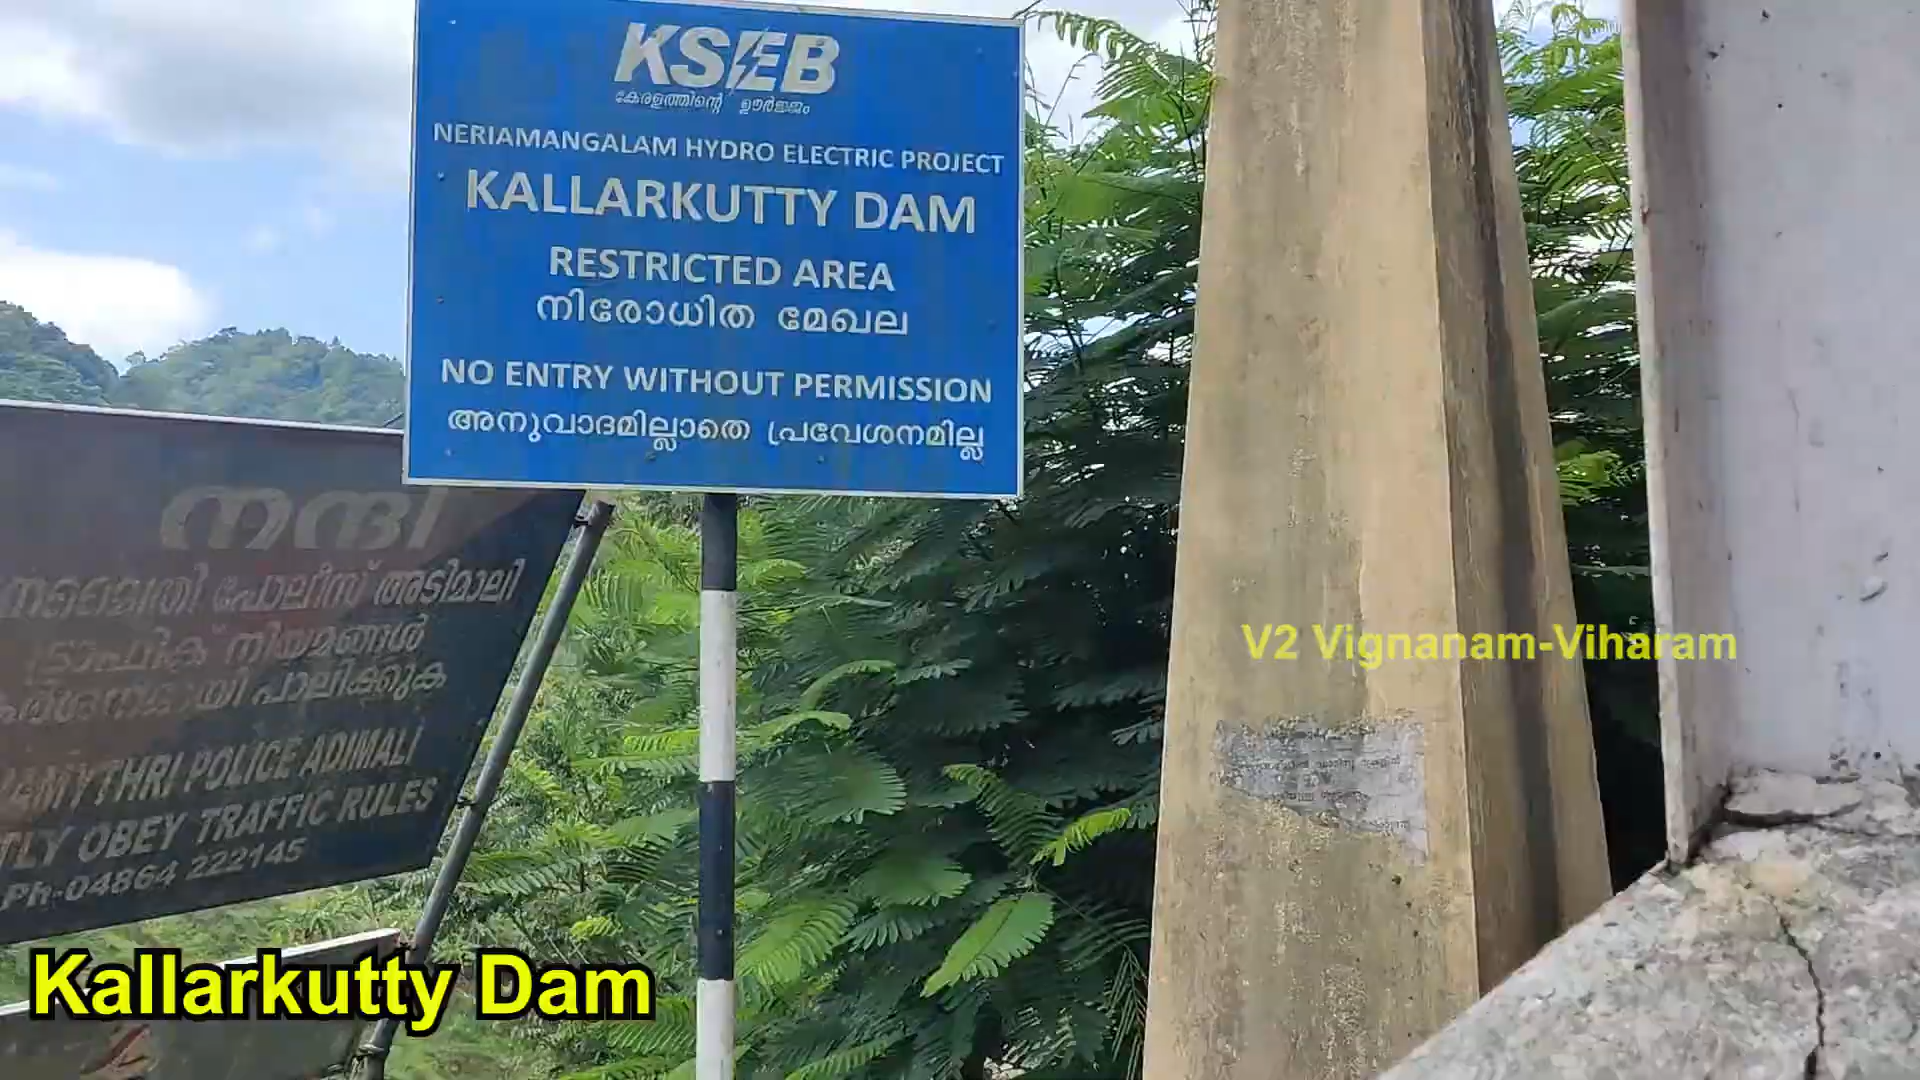 KSEB
കേരളത്തിന്റെ ഊർജ്ജം
NERIAMANGALAM HYDRO ELECTRIC PROJECT
KALLARKUTTY DAM
RESTRICTED AREA
നിരോധിത മേഖല
NO ENTRY WITHOUT PERMISSION
അനുവാദമില്ലാതെ പ്രവേശനമില്ല
നന്ദി
പോലീസ് അടിമാലി
ട്രാഫിക് നിയമങ്ങൾ
പാലിക്കുക
POLICE ADIMALI
OBEY TRAFFIC RULES
Ph-04864 222145
V2 Vignanam-Viharam
Kallarkutty Dam